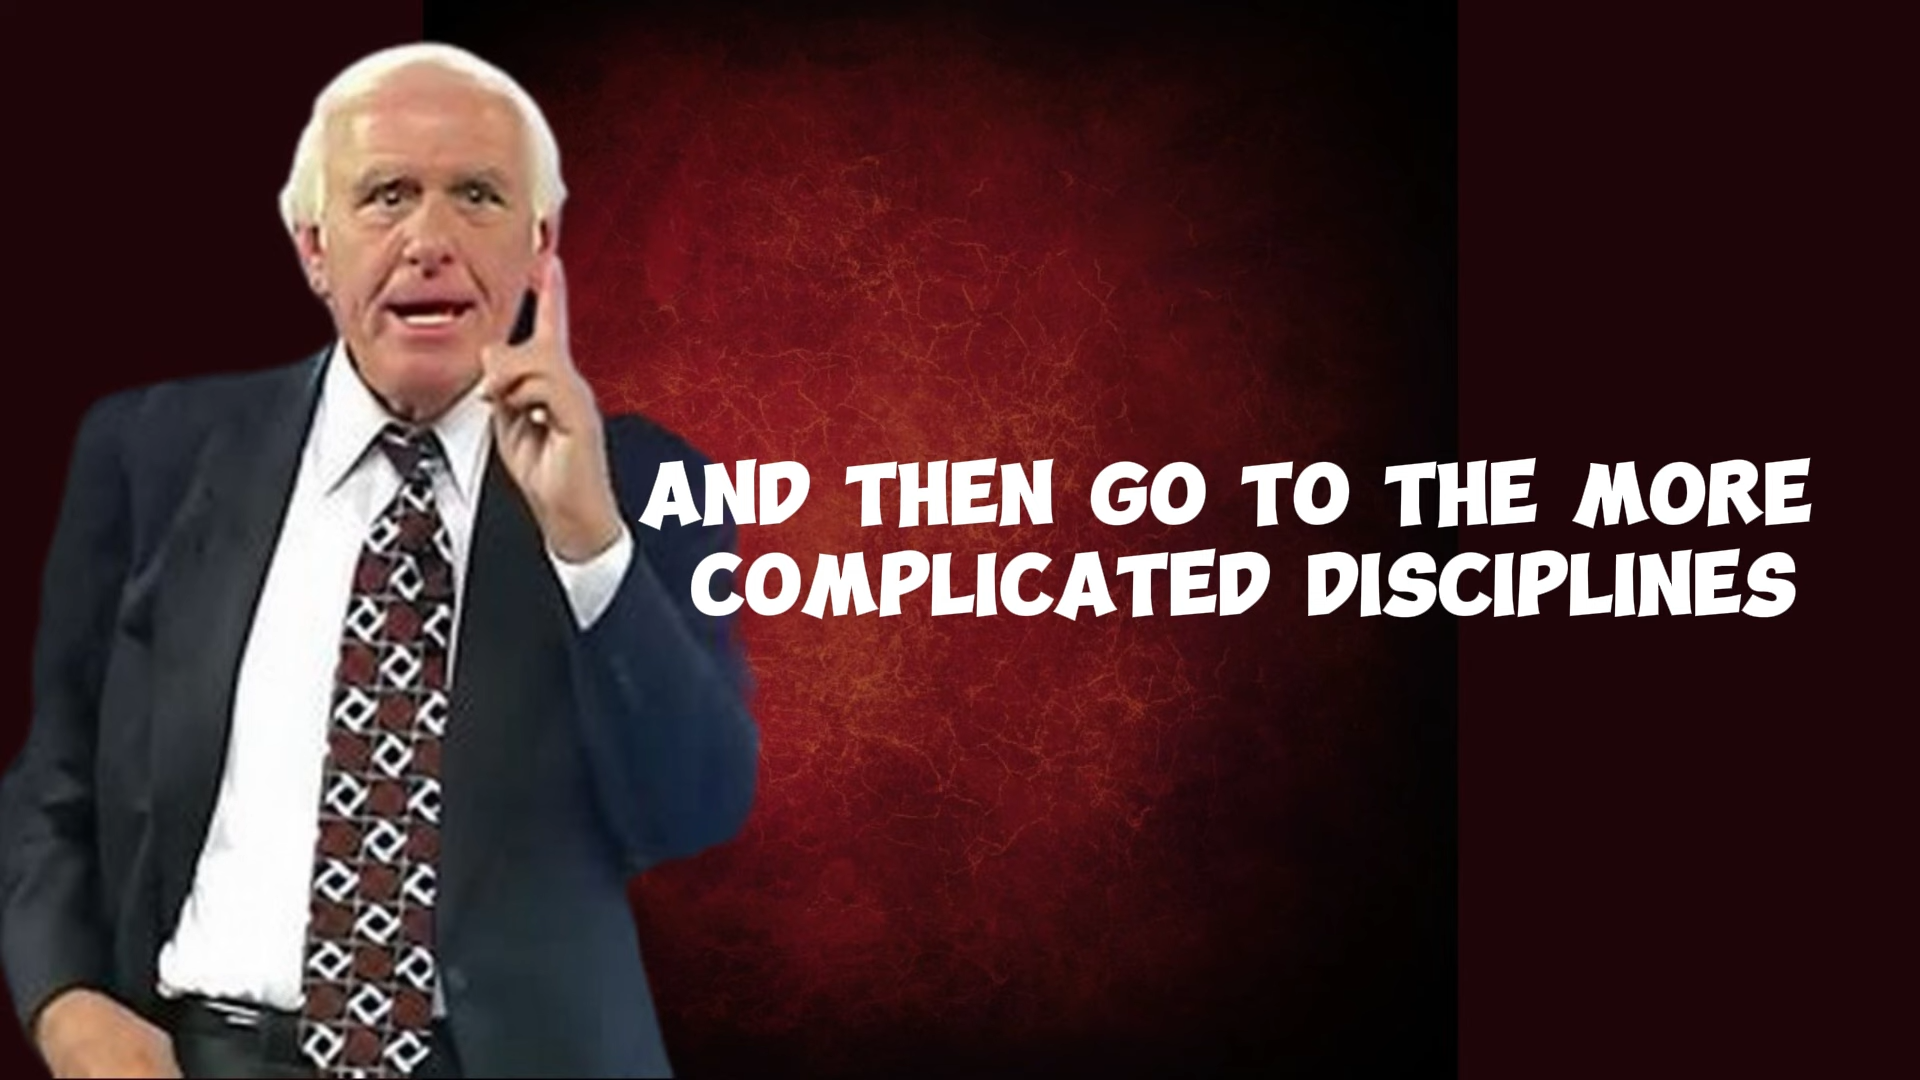 AND THEN GO TO THE MORE
COMPLICATED DISCIPLINES